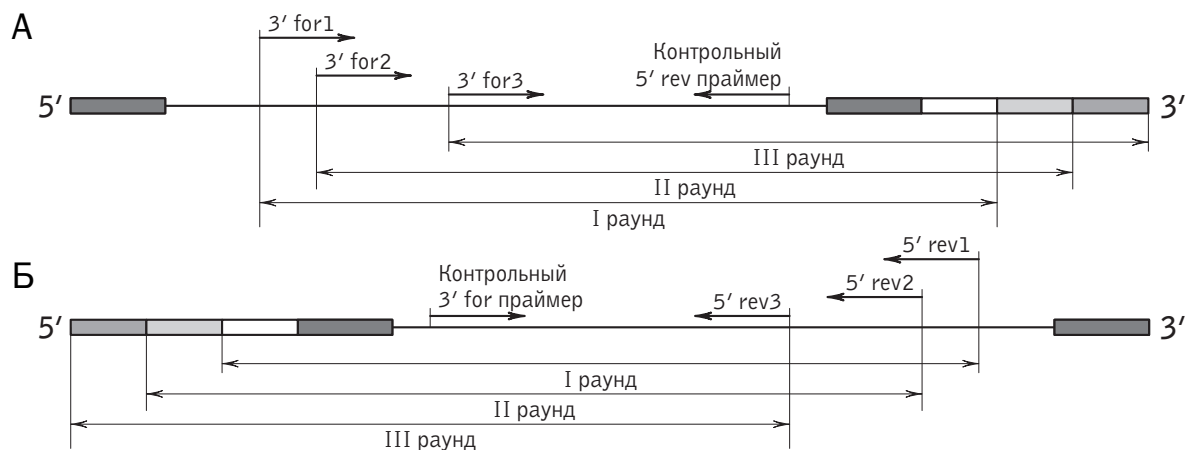 А
3′ for1
3′ for2
3′ for3
Контрольный
5′ rev праймер
5′
3′
III раунд
II раунд
I раунд
Б
5′ rev1
5′ rev2
Контрольный
3′ for праймер
5′ rev3
5′
3′
I раунд
II раунд
III раунд